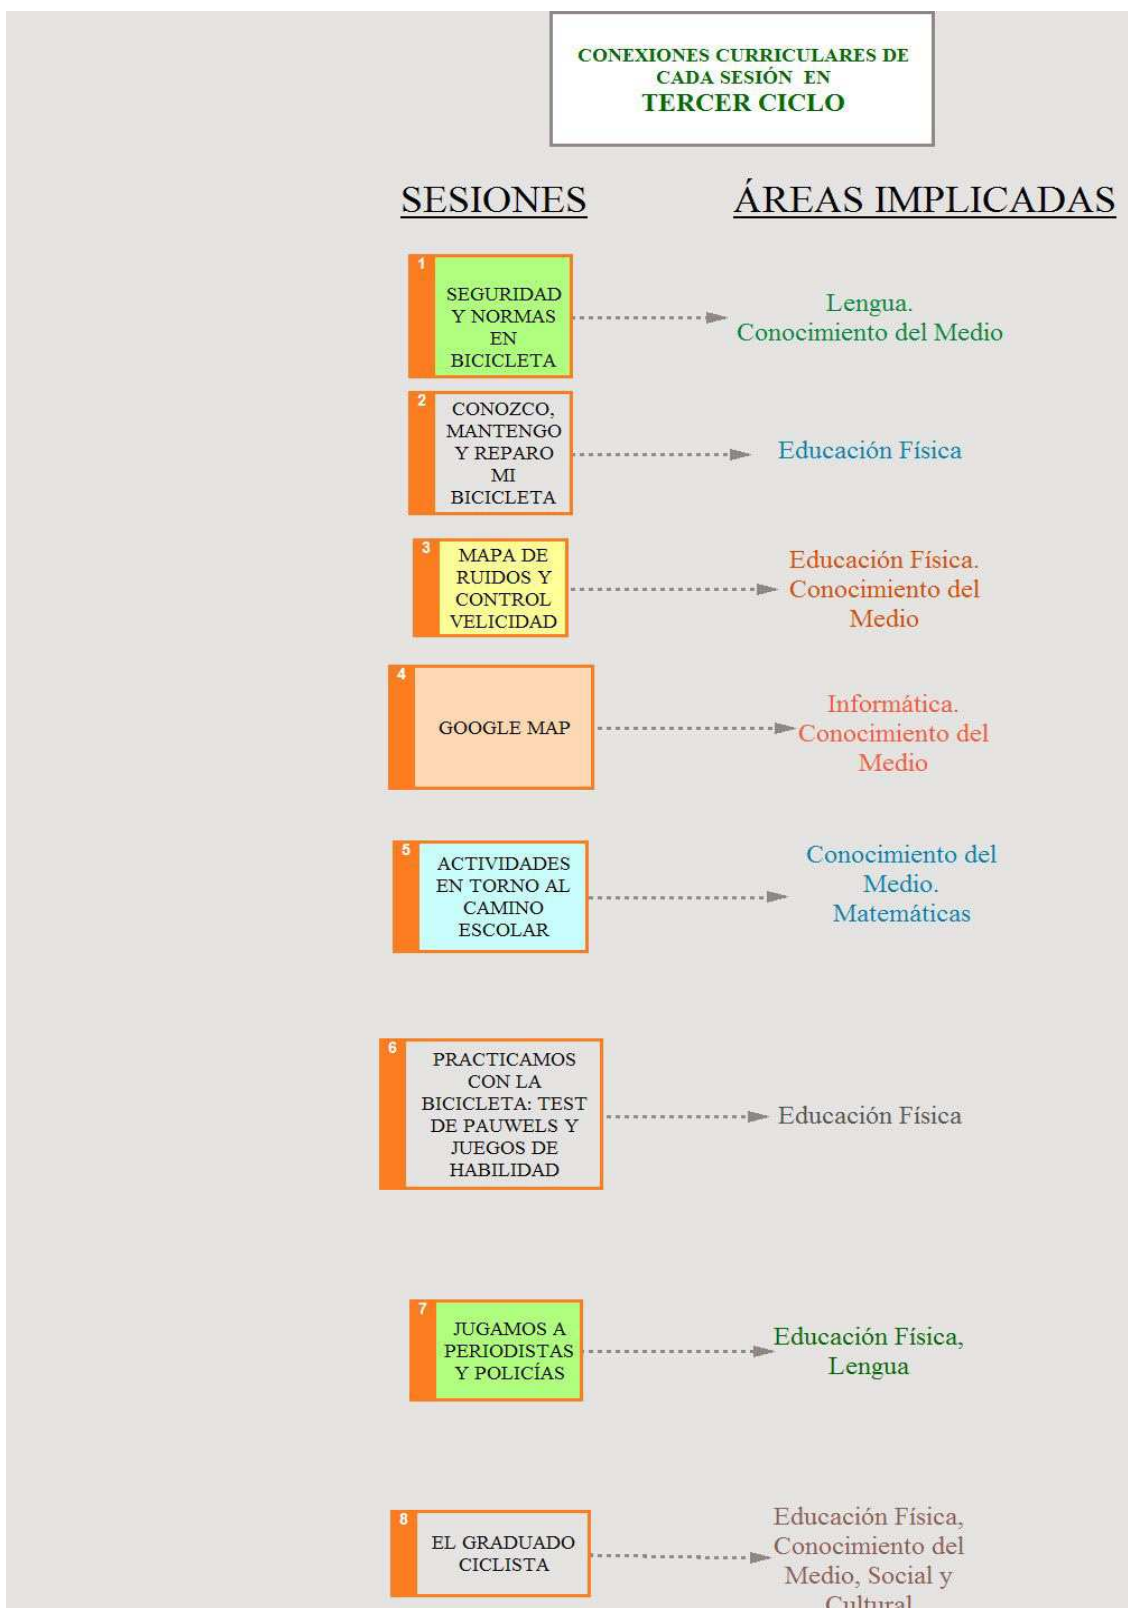 CONEXIONES CURRICULARES DE
CADA SESIÓN EN
TERCER CICLO
SESIONES
ÁREAS IMPLICADAS
1
SEGURIDAD
Y NORMAS
EN
BICICLETA
Lengua.
Conocimiento del Medio
2
CONOZCO,
MANTENGO
Y REPARO
MI
BICICLETA
Educación Física
3
MAPA DE
RUIDOS Y
CONTROL
VELICIDAD
Educación Física.
Conocimiento del
Medio
4
GOOGLE MAP
Informática.
Conocimiento del
Medio
5
ACTIVIDADES
EN TORNO AL
CAMINO
ESCOLAR
Conocimiento del
Medio.
Matemáticas
6
PRACTICAMOS
CON LA
BICICLETA: TEST
DE PAUWELS Y
JUEGOS DE
HABILIDAD
Educación Física
7
JUGAMOS A
PERIODISTAS
Y POLICÍAS
Educación Física,
Lengua
8
EL GRADUADO
CICLISTA
Educación Física,
Conocimiento del
Medio, Social y
Cultural